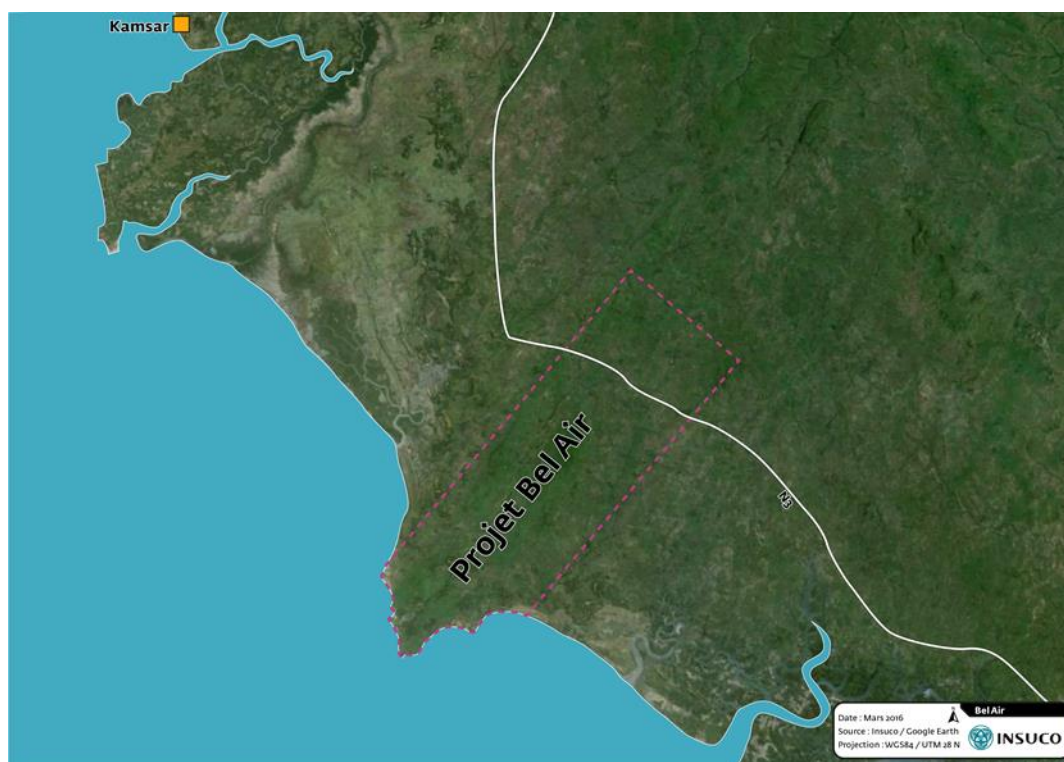 Kamsar
Projet Bel Air
N3
Bel Air
Date : Mars 2016
Source : Insuco / Google Earth
Projection : WGS84 / UTM 28 N
INSUCO